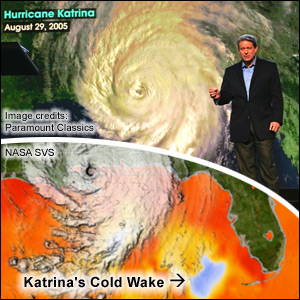 Hurricane Katrina
August 29, 2005
Image credits:
Paramount Classics
NASA SVS
Katrina's Cold Wake →